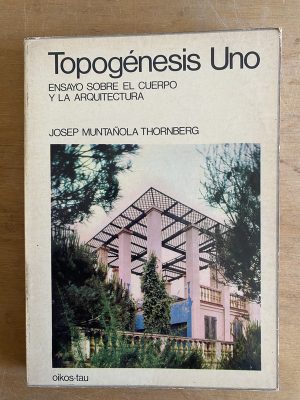 Topogénesis Uno
ENSAYO SOBRE EL CUERPO
Y LA ARQUITECTURA
JOSEP MUNTAÑOLA THORNBERG
oikos-tau